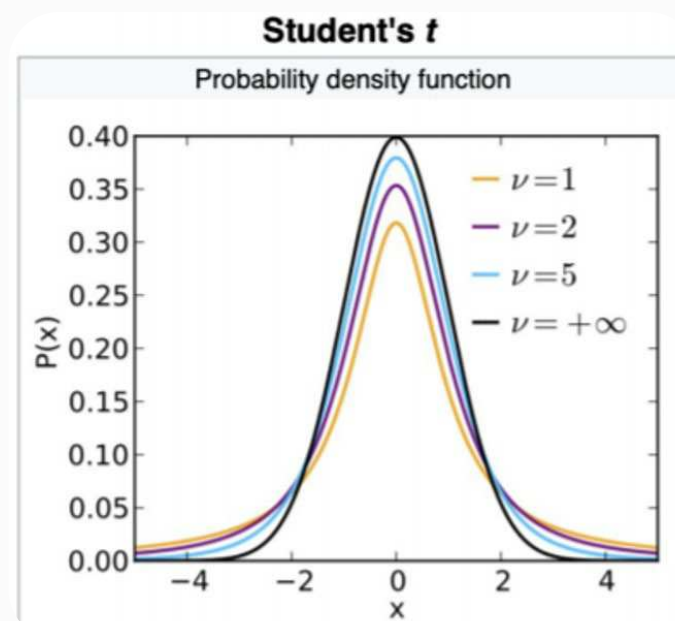 Student's t
Probability density function
0.40
0.35
0.30
0.25
0.20
0.15
0.10
0.05
0.00
P(x)
ν=1
ν=2
ν=5
ν=+∞
−4 −2 0 2 4
x